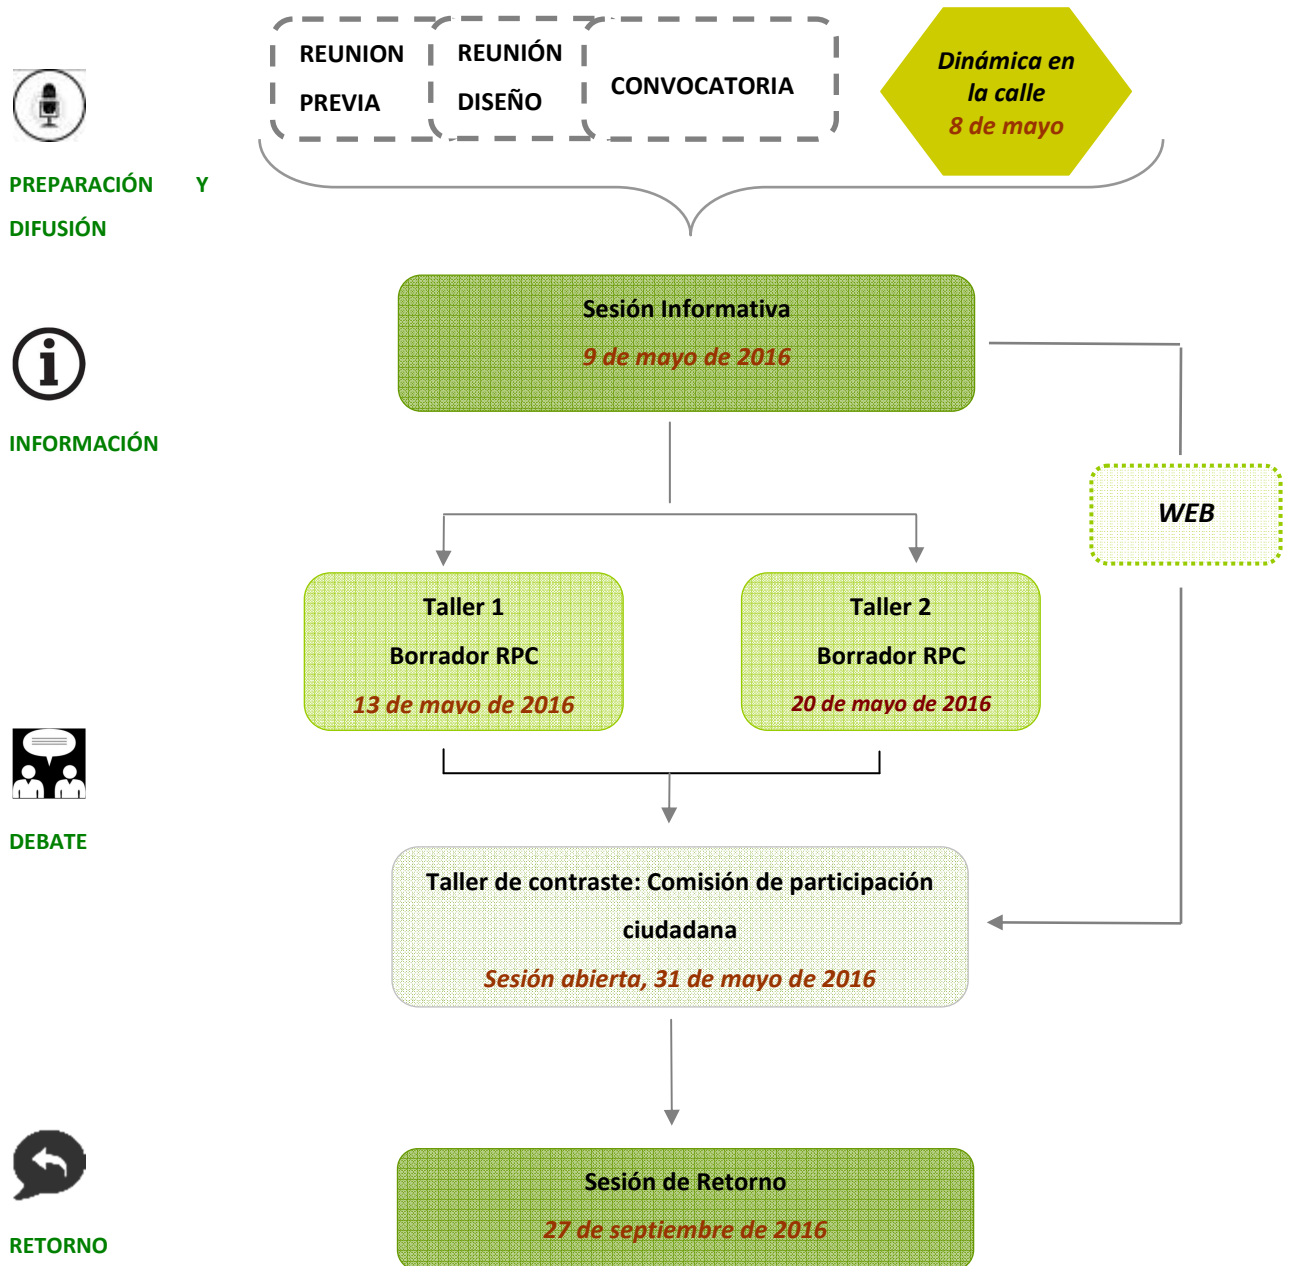 REUNION
PREVIA
REUNIÓN
DISEÑO
CONVOCATORIA
Dinámica en
la calle
8 de mayo
PREPARACIÓN Y
DIFUSIÓN
Sesión Informativa
9 de mayo de 2016
INFORMACIÓN
WEB
Taller 1
Borrador RPC
13 de mayo de 2016
Taller 2
Borrador RPC
20 de mayo de 2016
DEBATE
Taller de contraste: Comisión de participación
ciudadana
Sesión abierta, 31 de mayo de 2016
Sesión de Retorno
27 de septiembre de 2016
RETORNO